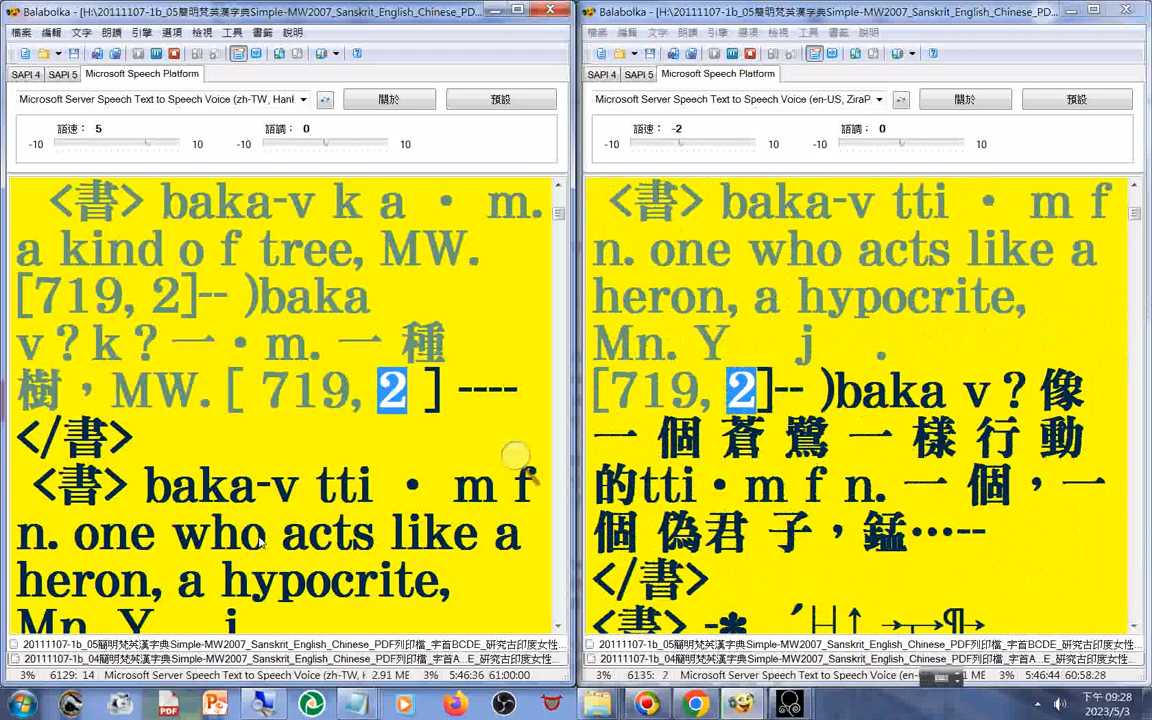 Balabolka - [H:\20111107-1b_05簡明梵英漢字典Simple-MW2007_Sanskrit_English_Chinese_PD...
檔案 編輯 文字 朗讀 引擎 選項 檢視 工具 書籤 說明
SAPI 4 SAPI 5 Microsoft Speech Platform
Microsoft Server Speech Text to Speech Voice (zh-TW, Hanl
關於 預設
語速: 5 語調: 0
-10 10 -10 10
<書> baka-v k a · m.
a kind o f tree, MW.
[719, 2]-- )baka
v?k?一·m. 一 種
樹,MW. [ 719, 2 ] ----
</書>
<書> baka-v tti · m f
n. one who acts like a
heron, a hypocrite,
Mn. Y j
20111107-1b_05簡明梵英漢字典Simple-MW2007_Sanskrit_English_Chinese_PDF列印檔_字首BCDE_研究古印度女性...
20111107-1b_04簡明梵英漢字典Simple-MW2007_Sanskrit_English_Chinese_PDF列印檔_字首A...E_研究古印度女性...
3% 6129: 14 Microsoft Server Speech Text to Speech Voice (zh-TW, 2.91 MB 3% 5:46:36 61:00:00
Balabolka - [H:\20111107-1b_05簡明梵英漢字典Simple-MW2007_Sanskrit_English_Chinese_PD...
檔案 編輯 文字 朗讀 引擎 選項 檢視 工具 書籤 說明
SAPI 4 SAPI 5 Microsoft Speech Platform
Microsoft Server Speech Text to Speech Voice (en-US, ZiraP
關於 預設
語速: -2 語調: 0
-10 10 -10 10
<書> baka-v tti · m f
n. one who acts like a
heron, a hypocrite,
Mn. Y j .
[719, 2]-- )baka v?像
一 個 蒼 鷺 一 樣 行 動
的tti·m f n. 一 個,一
個 偽君 子,錳…--
</書>
<書>
20111107-1b_05簡明梵英漢字典Simple-MW2007_Sanskrit_English_Chinese_PDF列印檔_字首BCDE_研究古印度女性...
20111107-1b_04簡明梵英漢字典Simple-MW2007_Sanskrit_English_Chinese_PDF列印檔_字首A...E_研究古印度女性...
3% 6135: 2 Microsoft Server Speech Text to Speech Voice (en-US, 3% 5:46:44 60:58:28
PDF
下午 09:28
2023/5/3